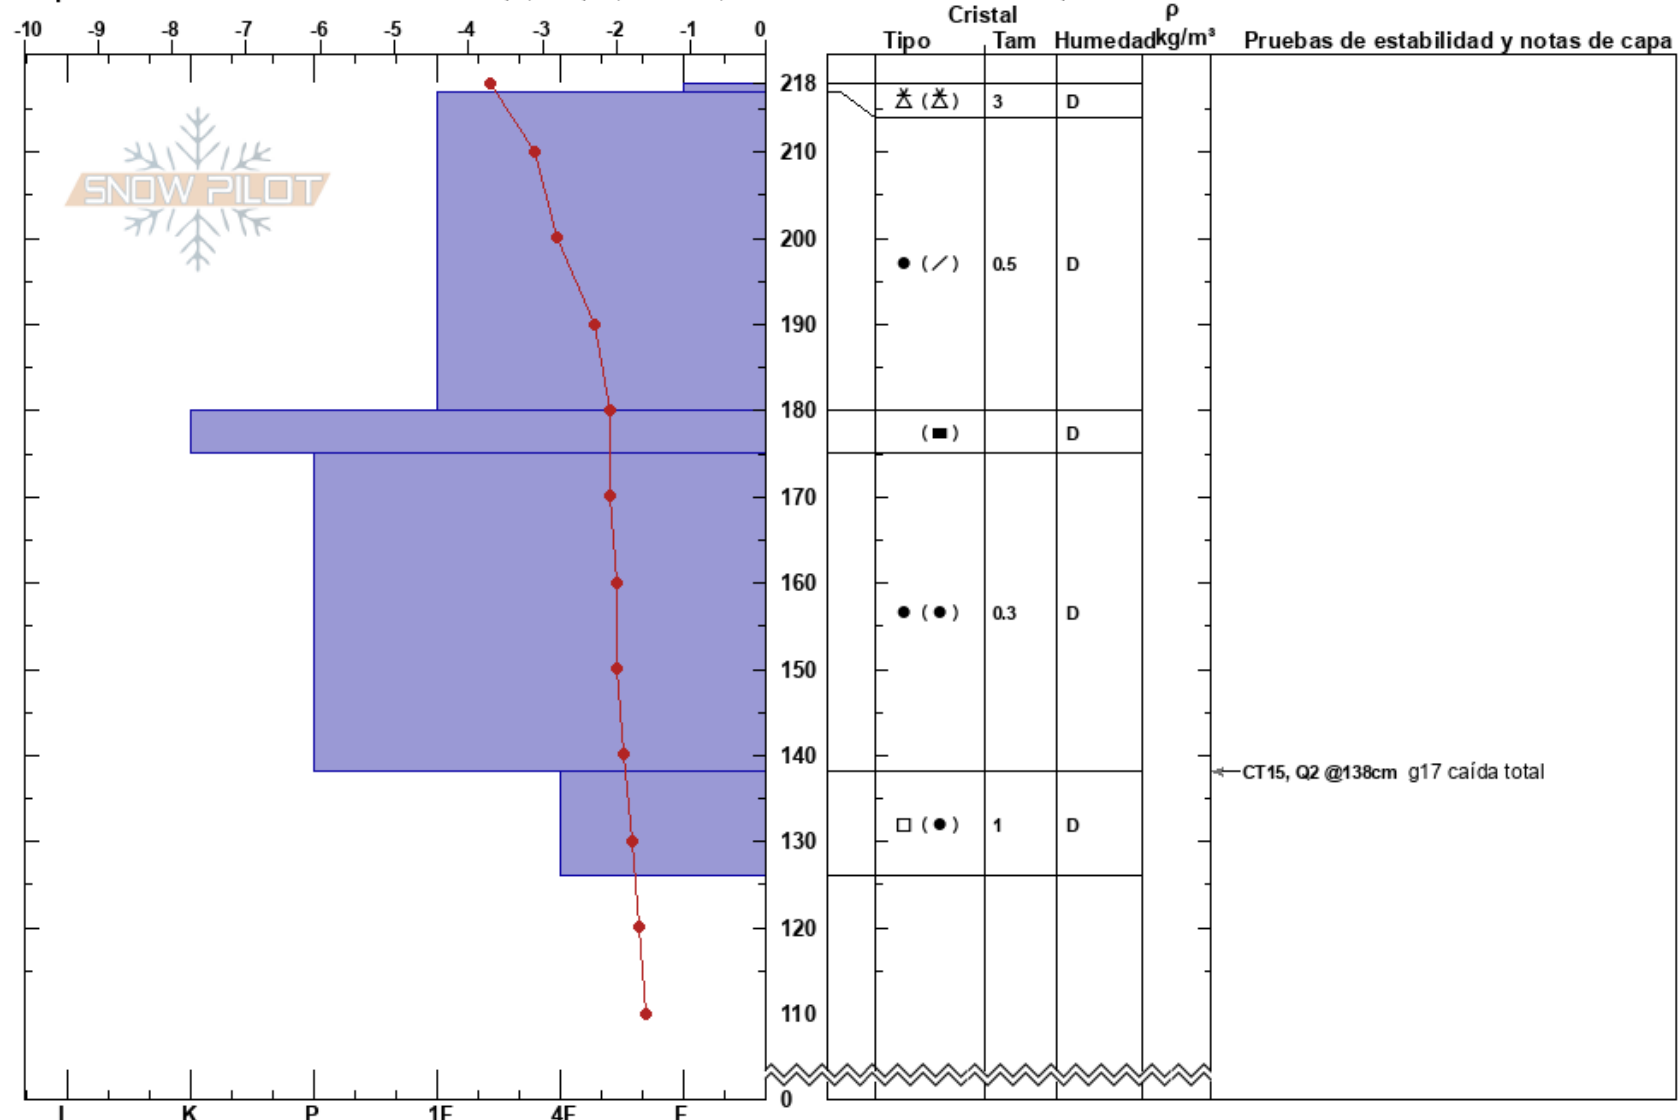 Cristal ρ
-10 -9 -8 -7 -6 -5 -4 -3 -2 -1 0 Tipo Tam Humedad kg/m³ Pruebas de estabilidad y notas de capa
218
3 D
210
SNOW PILOT
200
( ) 0.5 D
190
180
( ) D
170
160
( ) 0.3 D
150
140
CT15, Q2 @138cm g17 caída total
( ) 1 D
130
120
110
0
I K P 1F 4F F